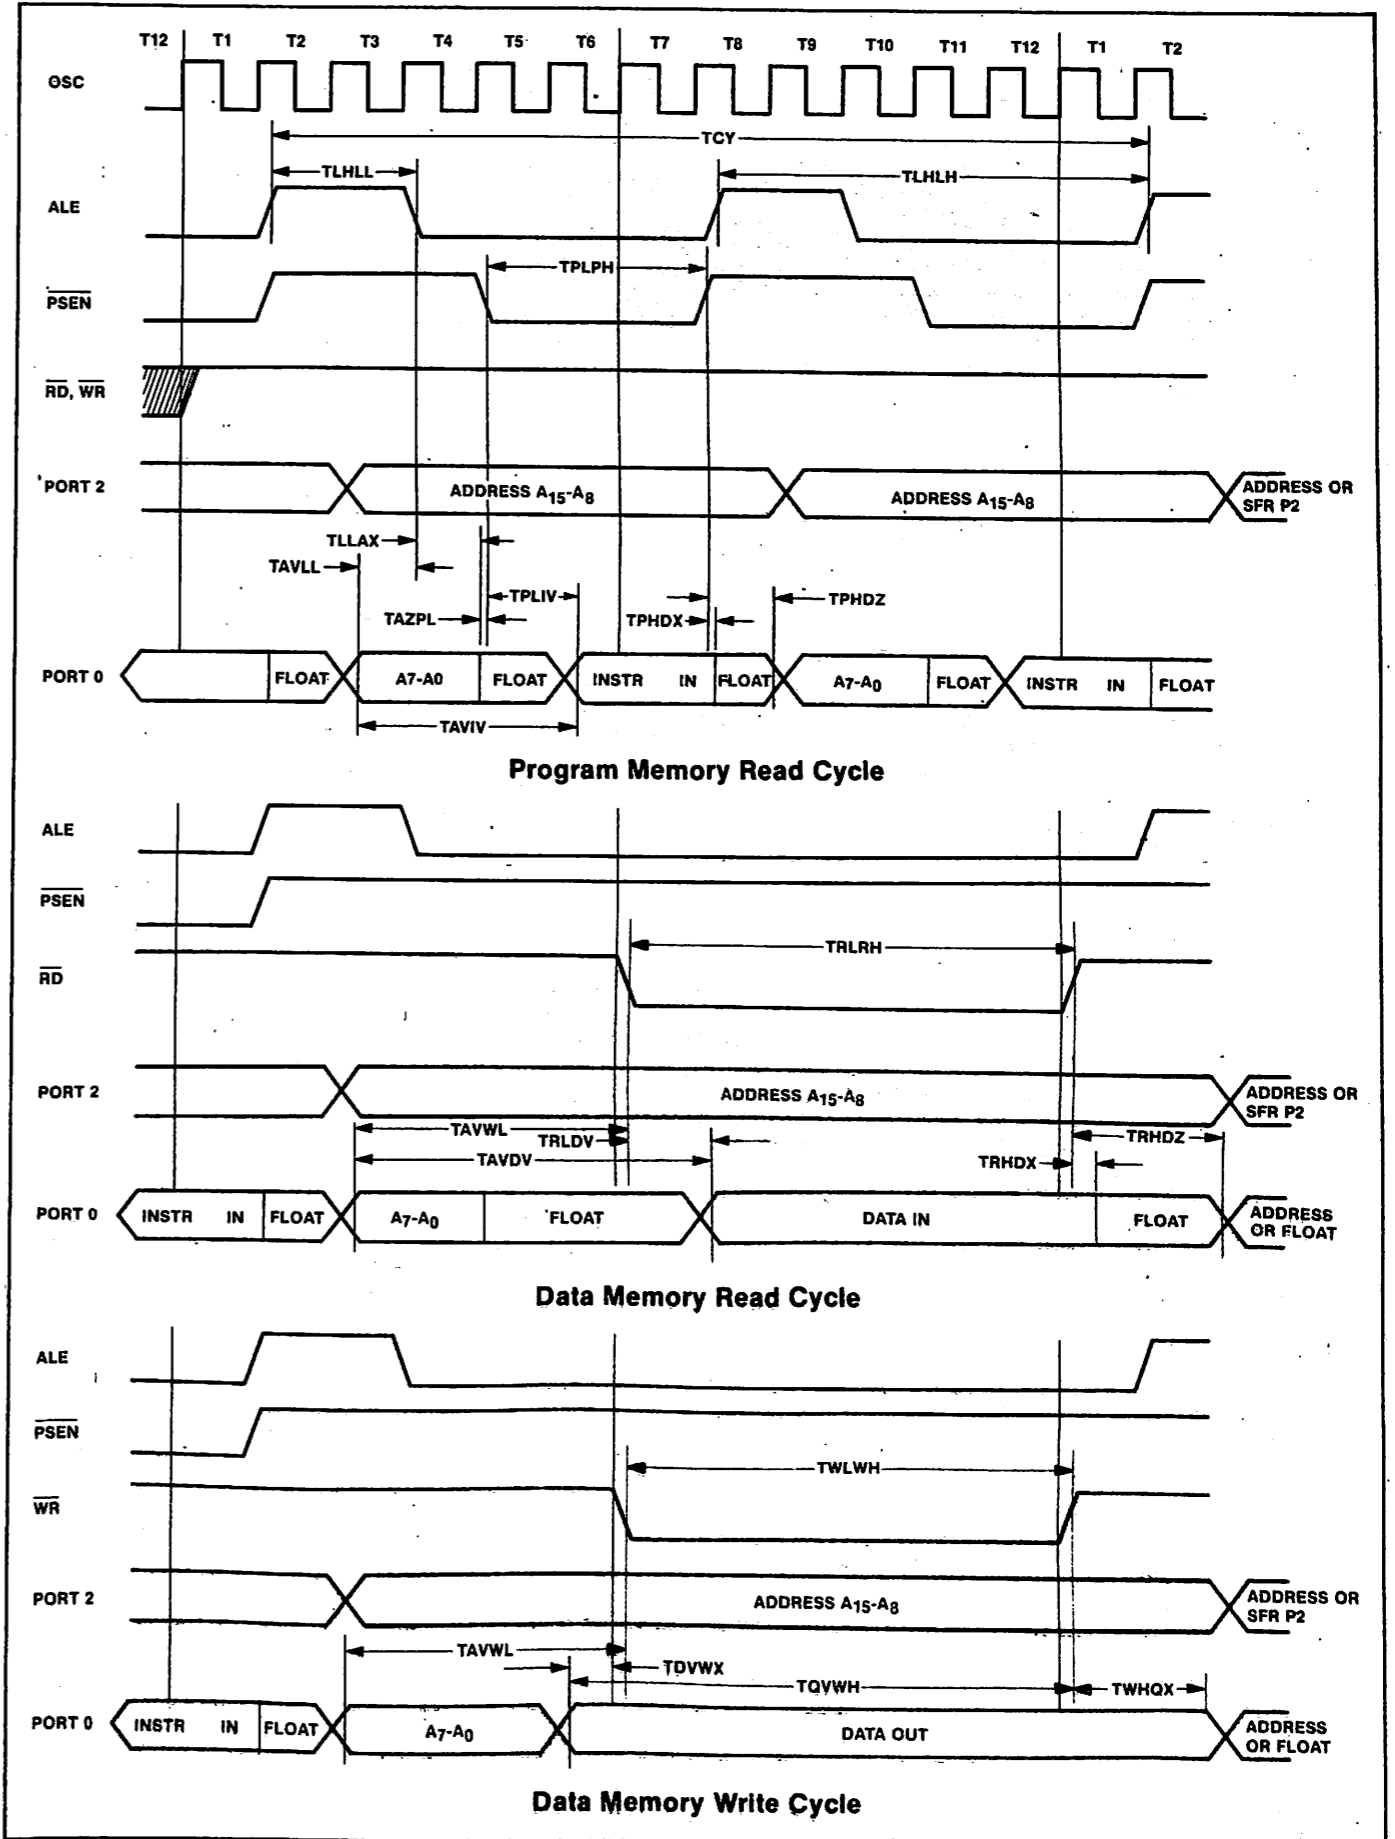 T12 T1 T2 T3 T4 T5 T6 T7 T8 T9 T10 T11 T12 T1 T2
OSC
TCY
TLHLL TLHLH
ALE
TPLPH
PSEN
RD, WR
PORT 2 ADDRESS A15-A8 ADDRESS A15-A8 ADDRESS OR
SFR P2
TLLAX
TAVLL
TPLIV TPHDZ
TAZPL TPHDX
PORT 0 FLOAT A7-A0 FLOAT INSTR IN FLOAT A7-A0 FLOAT INSTR IN FLOAT
TAVIV
Program Memory Read Cycle
ALE
PSEN
TRLRH
RD
PORT 2 ADDRESS A15-A8 ADDRESS OR
SFR P2
TAVWL
TRLDV TRHDZ
TAVDV TRHDX
PORT 0 INSTR IN FLOAT A7-A0 FLOAT DATA IN FLOAT ADDRESS
OR FLOAT
Data Memory Read Cycle
ALE
PSEN
TWLWH
WR
PORT 2 ADDRESS A15-A8 ADDRESS OR
SFR P2
TAVWL
TDVWX
TQVWH TWHQX
PORT 0 INSTR IN FLOAT A7-A0 DATA OUT ADDRESS
OR FLOAT
Data Memory Write Cycle